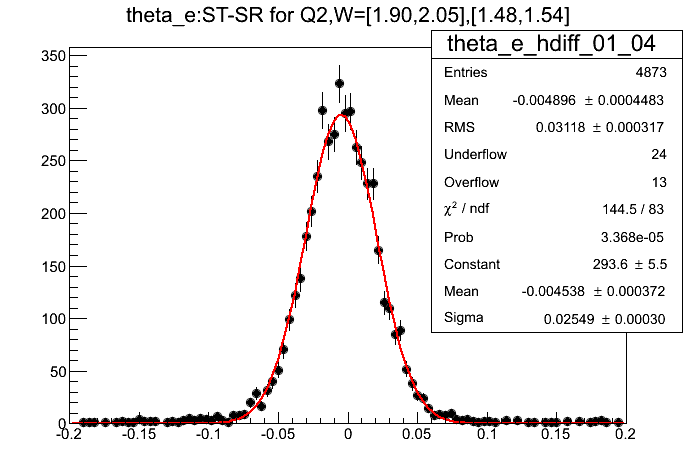 theta_e:ST-SR for Q2,W=[1.90,2.05],[1.48,1.54]
theta_e_hdiff_01_04
Entries 4873
Mean -0.004896 ± 0.0004483
RMS 0.03118 ± 0.000317
Underflow 24
Overflow 13
χ² / ndf 144.5 / 83
Prob 3.368e-05
Constant 293.6 ± 5.5
Mean -0.004538 ± 0.000372
Sigma 0.02549 ± 0.00030
350
300
250
200
150
100
50
0
-0.2 -0.15 -0.1 -0.05 0 0.05 0.1 0.15 0.2